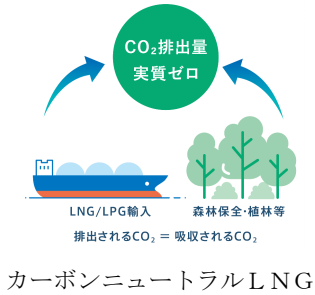 CO₂排出量
実質ゼロ
LNG/LPG輸入
森林保全・植林等
排出されるCO₂ = 吸収されるCO₂
カーボンニュートラルＬＮＧ